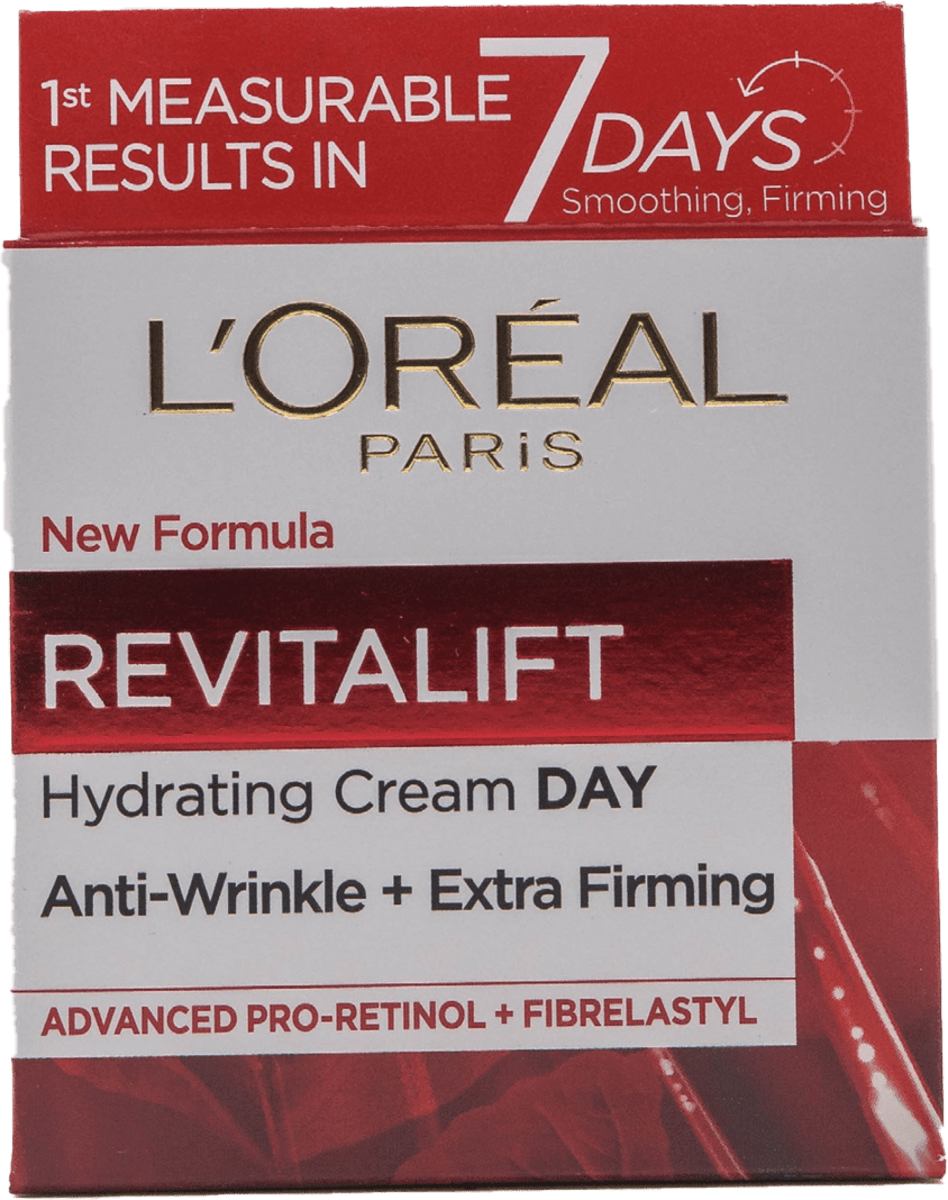 1st MEASURABLE
RESULTS IN
7 DAYS
Smoothing, Firming
L'ORÉAL
PARiS
New Formula
REVITALIFT
Hydrating Cream DAY
Anti-Wrinkle + Extra Firming
ADVANCED PRO-RETINOL + FIBRELASTYL